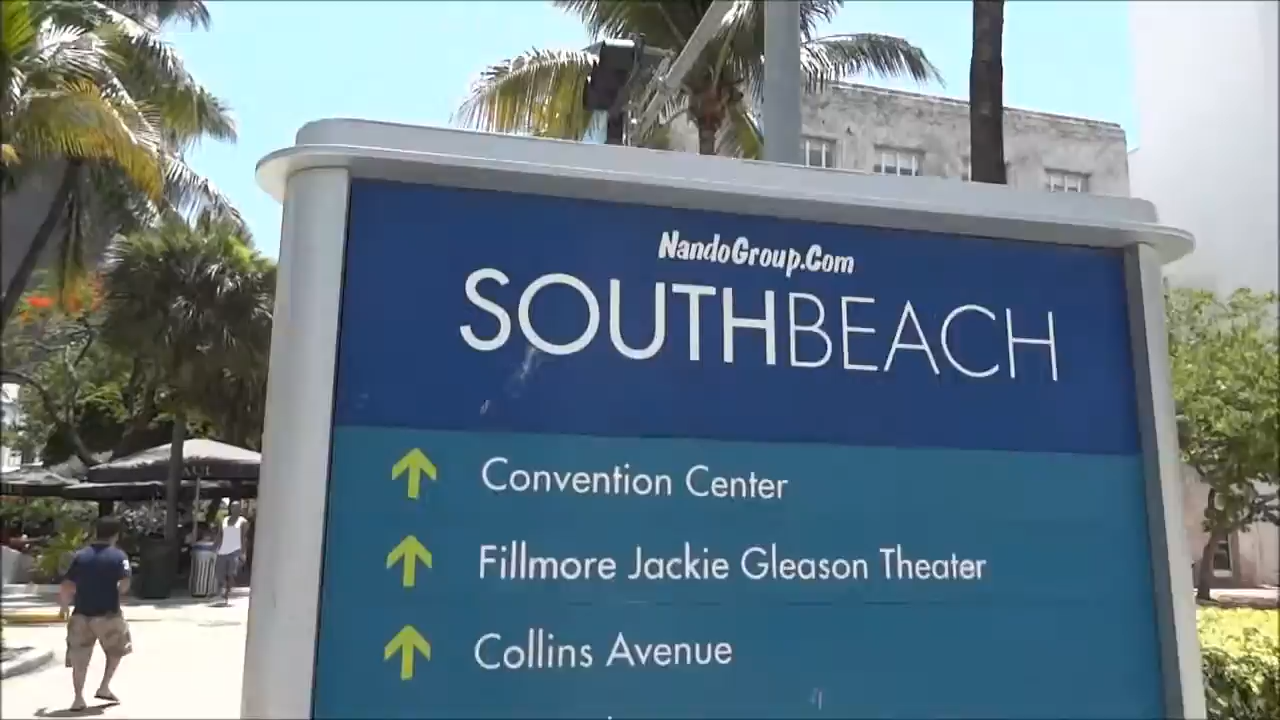 NandoGroup.Com
SOUTHBEACH
Convention Center
Fillmore Jackie Gleason Theater
Collins Avenue